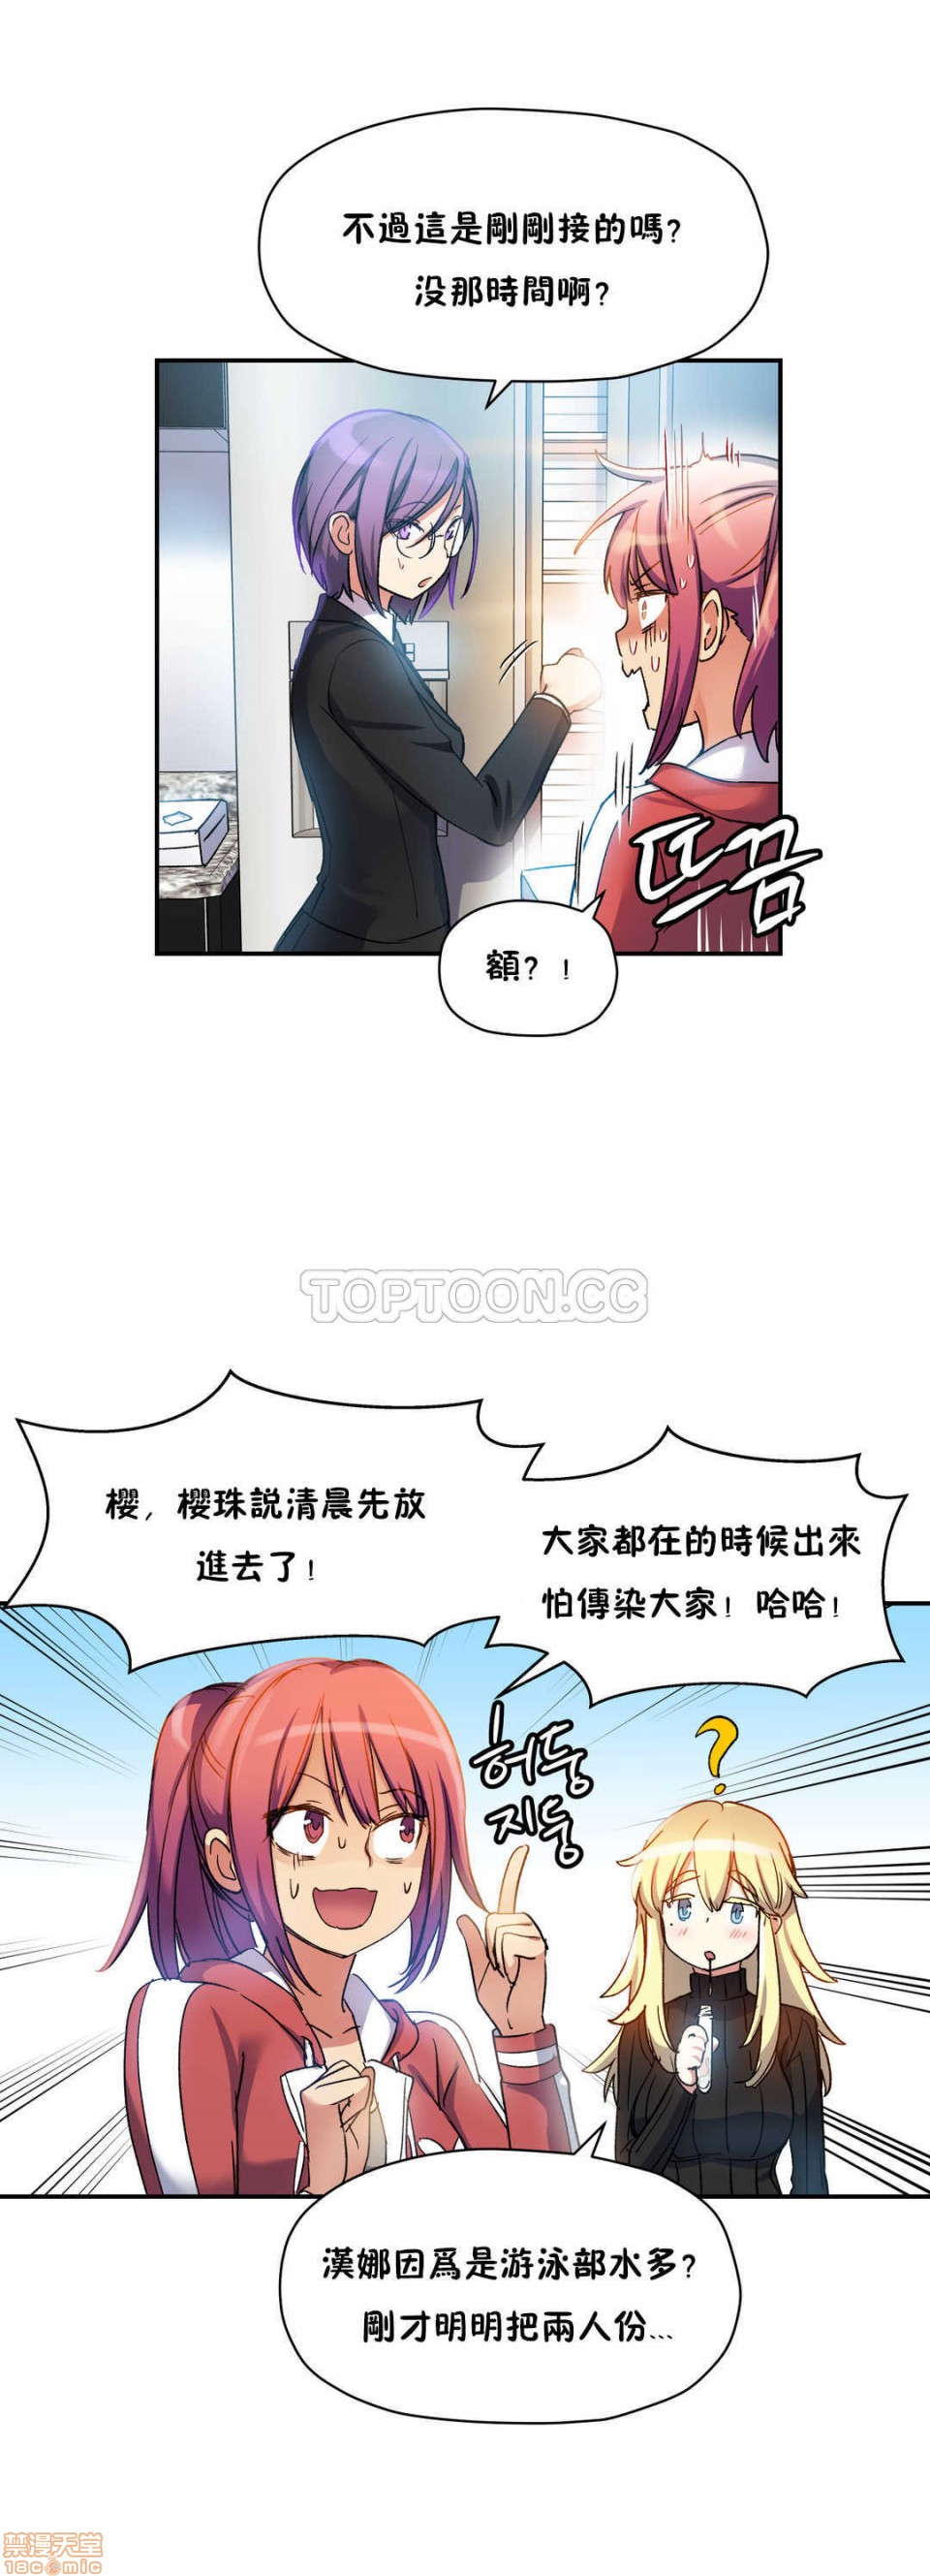 不過這是剛剛接的嗎?
没那時間啊?
뜨끔
額?!
TOPTOON.CC
櫻, 櫻珠説清晨先放
進去了!
大家都在的時候出來
怕傳染大家! 哈哈!
허둥
지둥
?
漢娜因爲是游泳部水多?
剛才明明把兩人份...
禁漫天堂
18comic